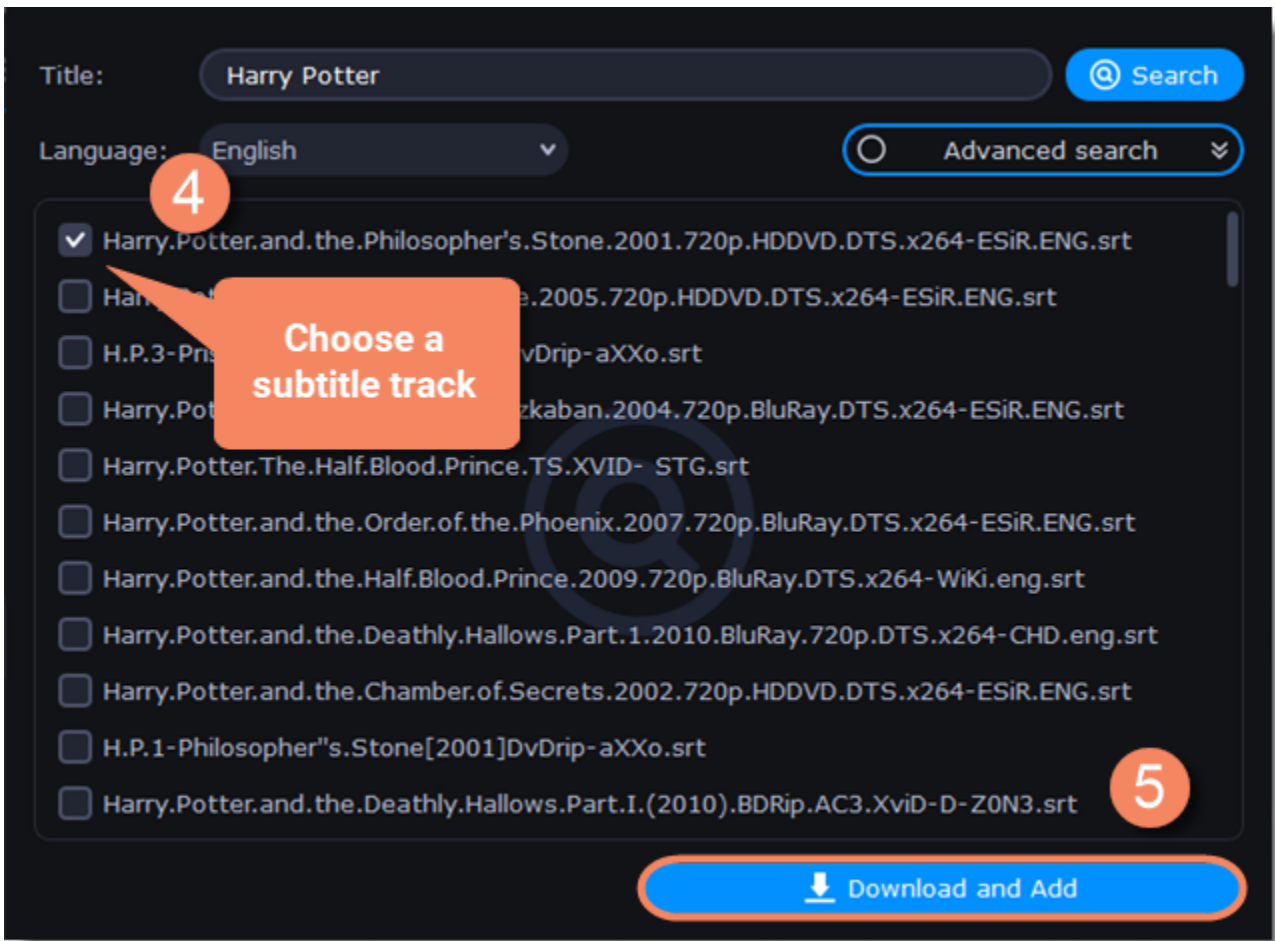 Title:
Harry Potter
Search
Language:
English
Advanced search
4
Harry.Potter.and.the.Philosopher's.Stone.2001.720p.HDDVD.DTS.x264-ESiR.ENG.srt
.2005.720p.HDDVD.DTS.x264-ESiR.ENG.srt
Choose a
subtitle track
H.P.3-
vDrip-aXXo.srt
zkaban.2004.720p.BluRay.DTS.x264-ESiR.ENG.srt
Harry.Potter.The.Half.Blood.Prince.TS.XVID- STG.srt
Harry.Potter.and.the.Order.of.the.Phoenix.2007.720p.BluRay.DTS.x264-ESiR.ENG.srt
Harry.Potter.and.the.Half.Blood.Prince.2009.720p.BluRay.DTS.x264-WiKi.eng.srt
Harry.Potter.and.the.Deathly.Hallows.Part.1.2010.BluRay.720p.DTS.x264-CHD.eng.srt
Harry.Potter.and.the.Chamber.of.Secrets.2002.720p.HDDVD.DTS.x264-ESiR.ENG.srt
H.P.1-Philosopher"s.Stone[2001]DvDrip-aXXo.srt
Harry.Potter.and.the.Deathly.Hallows.Part.I.(2010).BDRip.AC3.XviD-D-Z0N3.srt
5
Download and Add